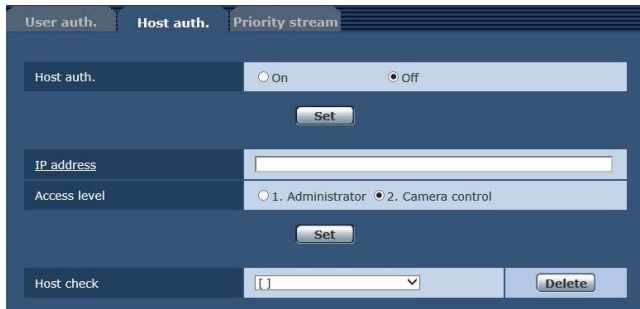 User auth. Host auth. Priority stream
Host auth. On Off
Set
IP address
Access level 1. Administrator 2. Camera control
Set
Host check [ ] Delete